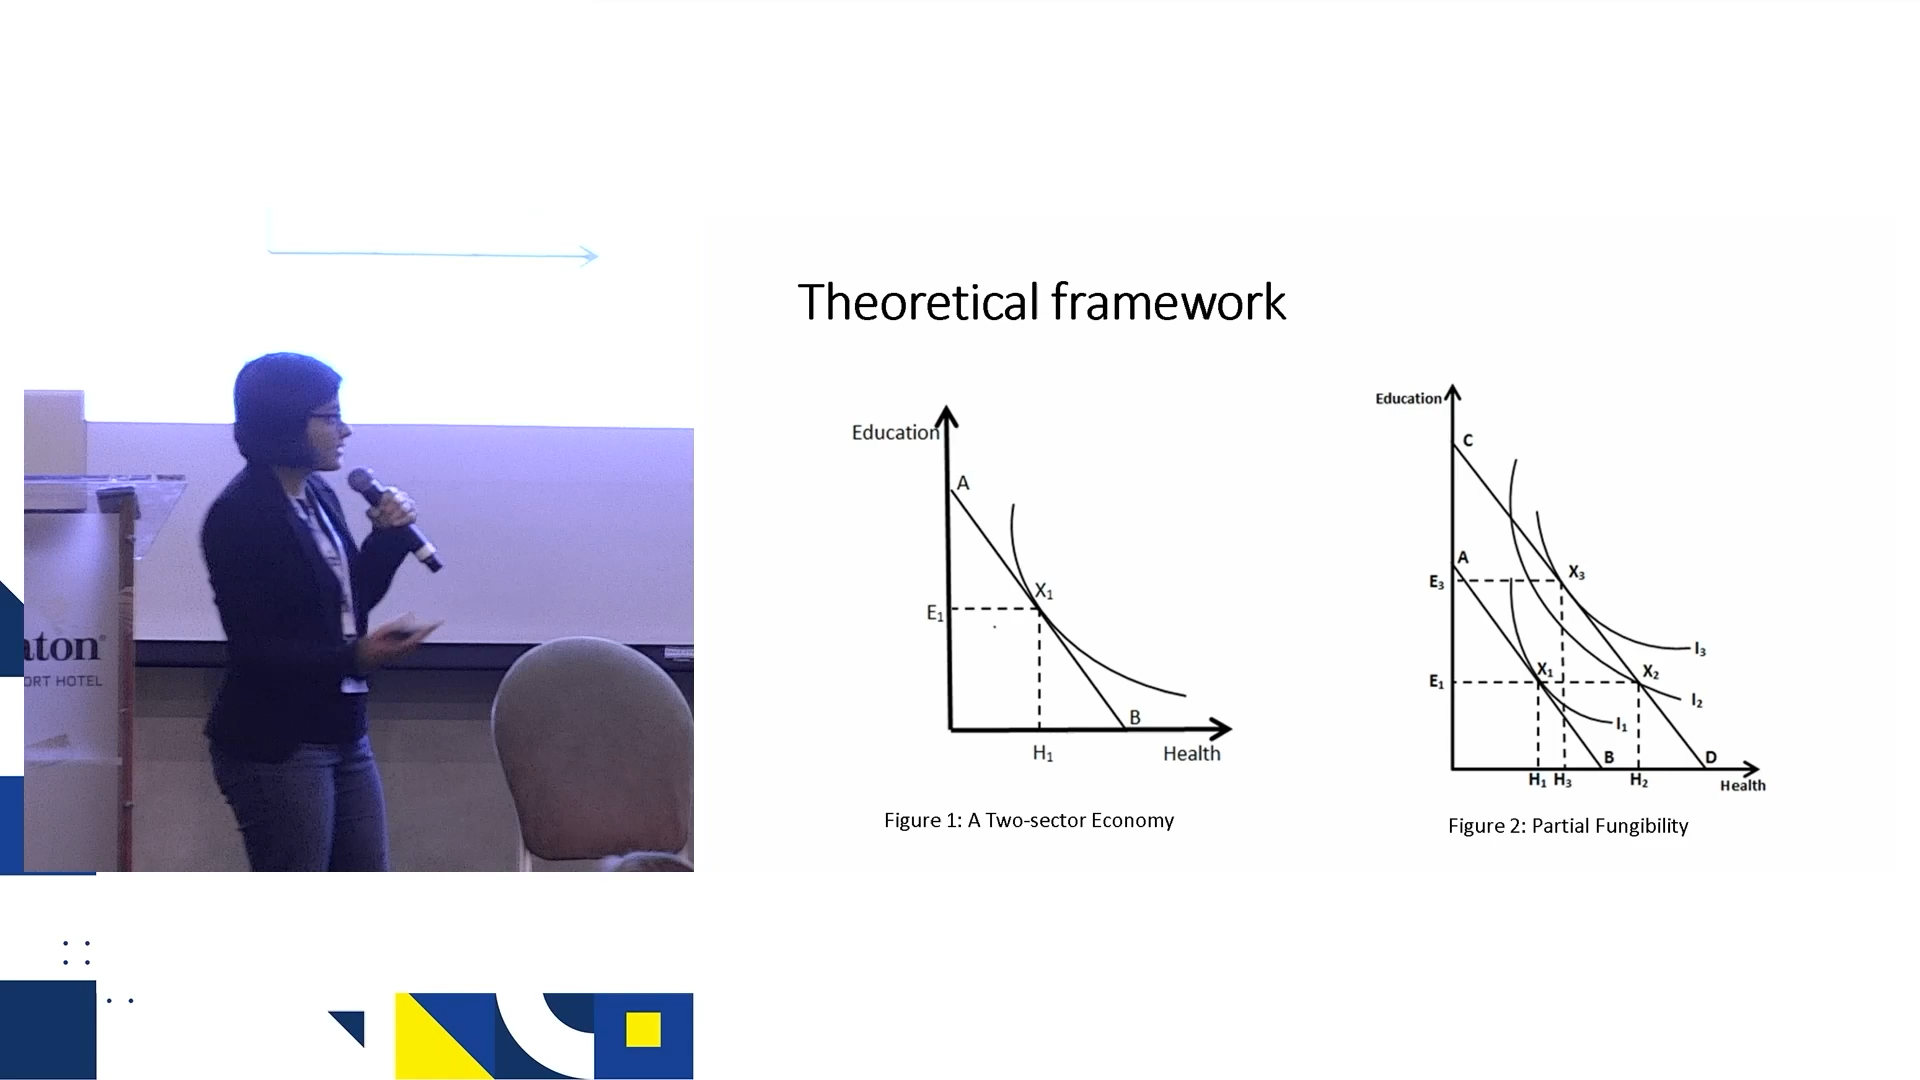 Theoretical framework
Education
A
X₁
E₁
B
H₁
Health
Figure 1: A Two-sector Economy
Education
C
A
E₃
X₃
I₃
E₁
X₁
X₂
I₂
I₁
B
D
H₁ H₃
H₂
Health
Figure 2: Partial Fungibility
aton
ORT HOTEL